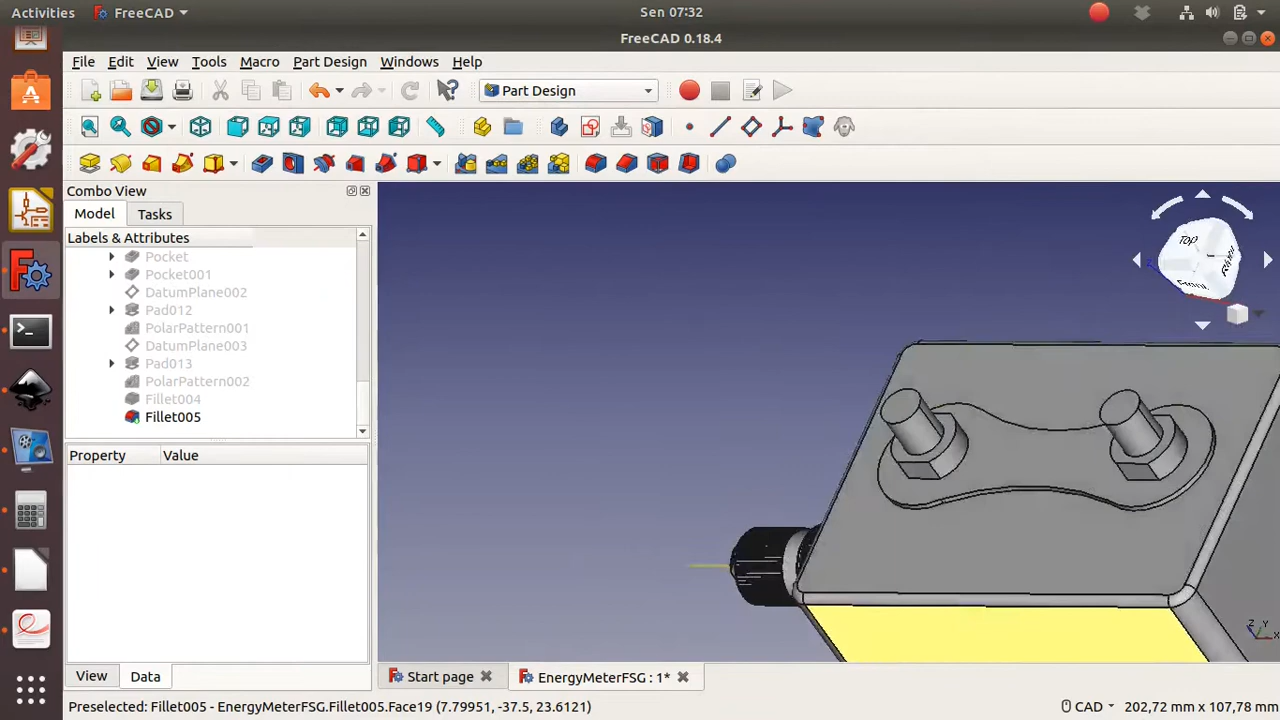 Activities FreeCAD Sen 07:32
FreeCAD 0.18.4
File Edit View Tools Macro Part Design Windows Help
Part Design
Combo View
Model Tasks
Labels & Attributes
Pocket
Pocket001
DatumPlane002
Pad012
PolarPattern001
DatumPlane003
Pad013
PolarPattern002
Fillet004
Fillet005
Property Value
Top
Right
Z Y
X
View Data
Start page EnergyMeterFSG : 1*
Preselected: Fillet005 - EnergyMeterFSG.Fillet005.Face19 (7.79951, -37.5, 23.6121) CAD 202,72 mm x 107,78 mm